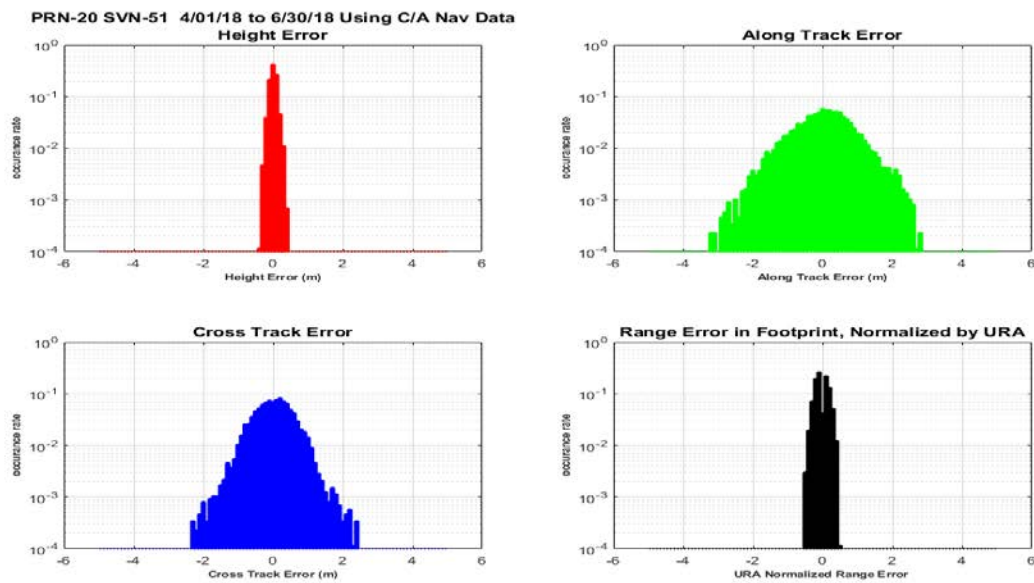 PRN-20 SVN-51 4/01/18 to 6/30/18 Using C/A Nav Data
Height Error
10^0
10^-1
10^-2
10^-3
10^-4
occurance rate
-6 -4 -2 0 2 4 6
Height Error (m)
Along Track Error
10^0
10^-1
10^-2
10^-3
10^-4
occurance rate
-6 -4 -2 0 2 4 6
Along Track Error (m)
Cross Track Error
10^0
10^-1
10^-2
10^-3
10^-4
occurance rate
-6 -4 -2 0 2 4 6
Cross Track Error (m)
Range Error in Footprint, Normalized by URA
10^0
10^-1
10^-2
10^-3
10^-4
occurance rate
-6 -4 -2 0 2 4 6
URA Normalized Range Error